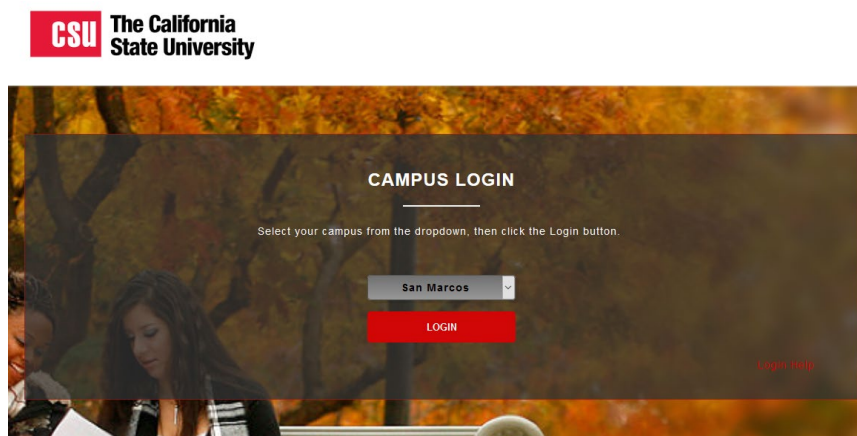 CSU The California
State University
CAMPUS LOGIN
Select your campus from the dropdown, then click the Login button.
San Marcos
LOGIN
Login Help